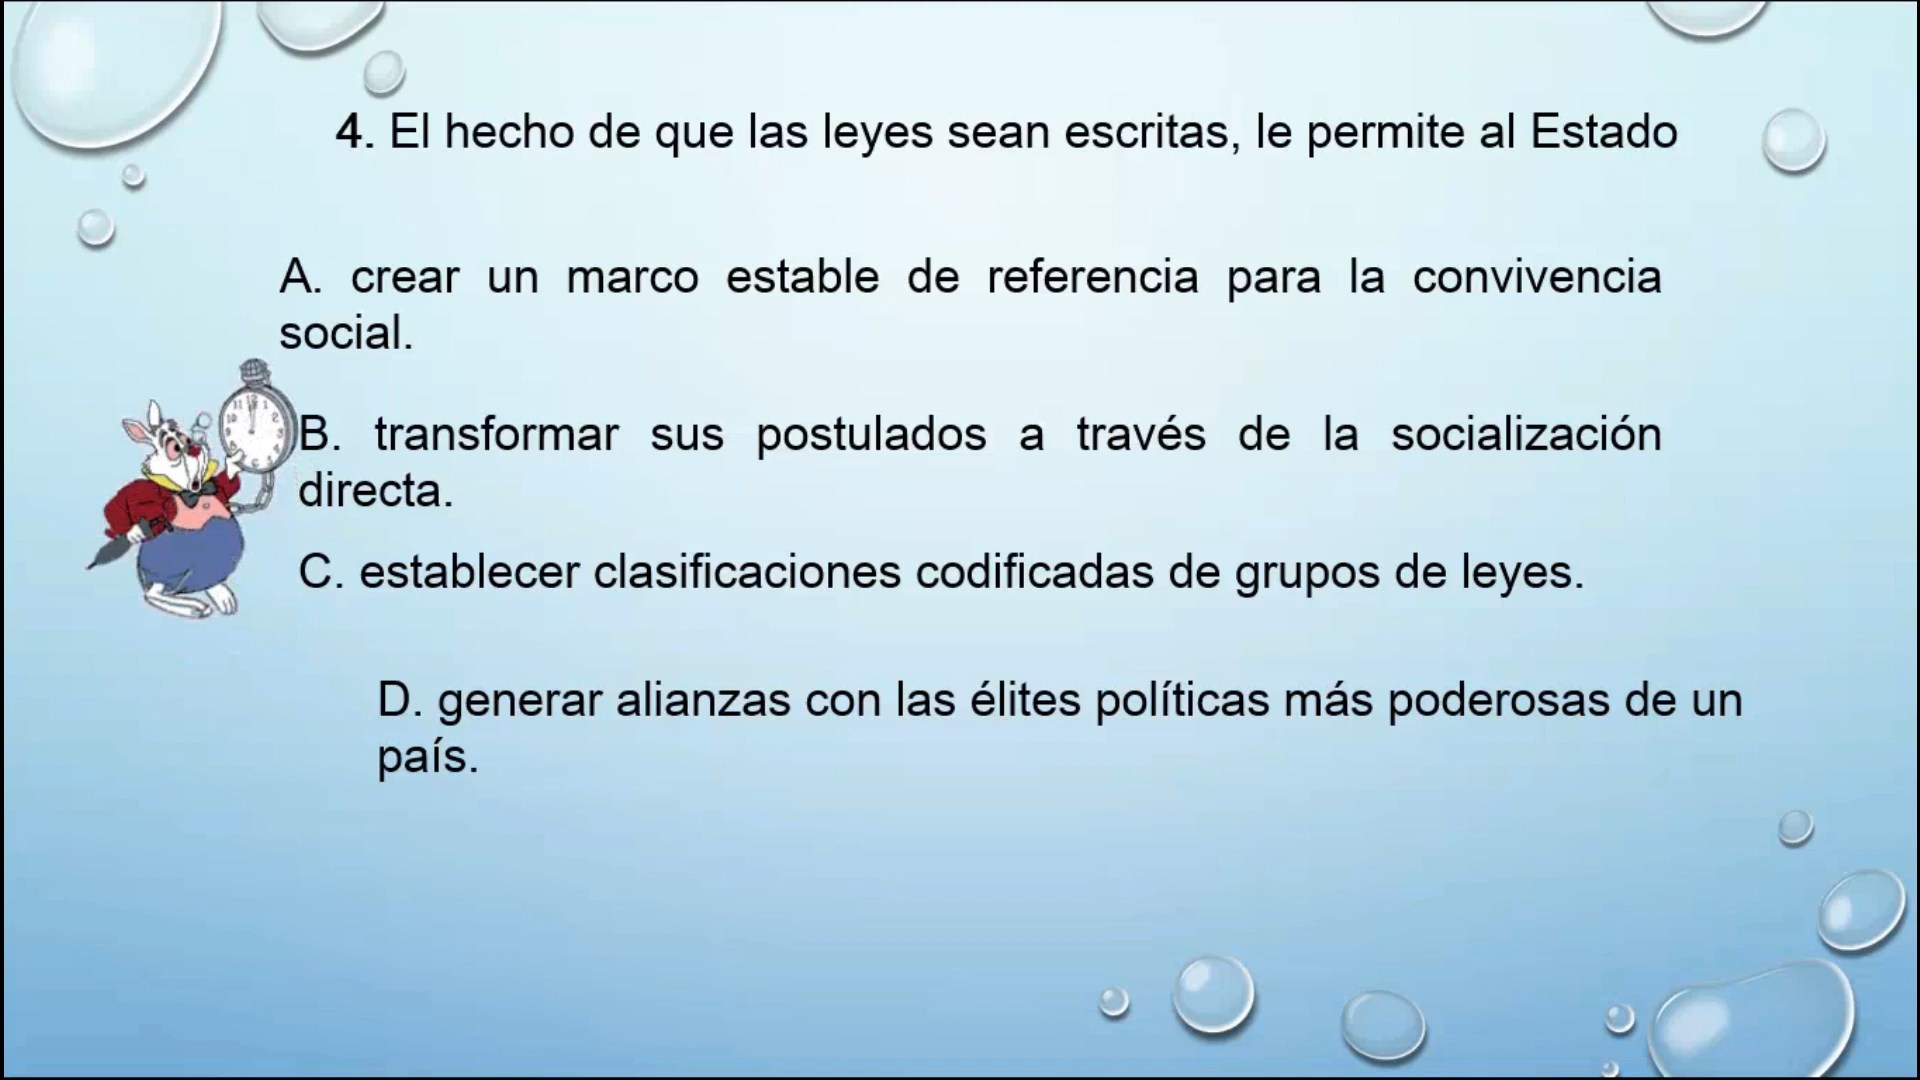 4. El hecho de que las leyes sean escritas, le permite al Estado
A. crear un marco estable de referencia para la convivencia
social.
B. transformar sus postulados a través de la socialización
directa.
C. establecer clasificaciones codificadas de grupos de leyes.
D. generar alianzas con las élites políticas más poderosas de un
país.